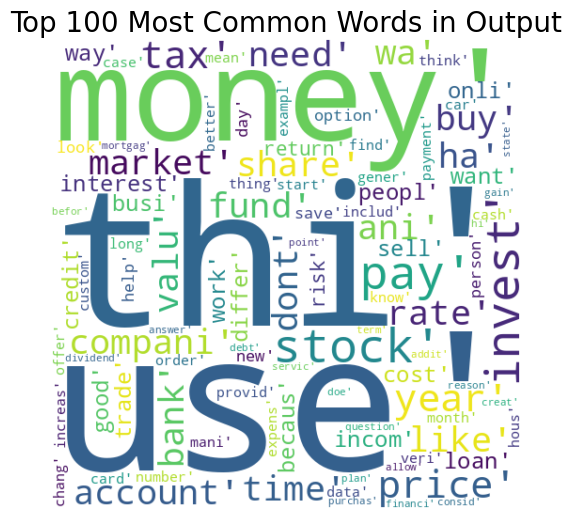 Top 100 Most Common Words in Output
way'
case'
tax'
mean'
need'
wa'
think'
money'
better'
day'
exampl'
option'
onli'
car'
buy'
state'
look'
mortgag'
market'
return'
find'
share'
payment'
ha'
interest'
thing'
start'
gener'
peopl'
want'
gain'
befor'
busi'
fund'
save'
includ'
ani'
cash'
hi'
thi'
long'
custom'
help'
valu'
work'
differ'
dont'
risk'
point'
sell'
person'
invest'
credit'
pay'
know'
rate'
compani'
answer'
stock'
term'
addit'
offer'
dividend'
order'
debt'
new'
servic'
cost'
reason'
use'
good'
trade'
bank'
provid'
doe'
year'
creat'
mani'
expens'
becaus'
question'
incom'
month'
like'
hous'
increas'
chang'
card'
number'
veri'
loan'
account'
time'
data'
plan'
allow'
purchas'
financi'
price'
consid'